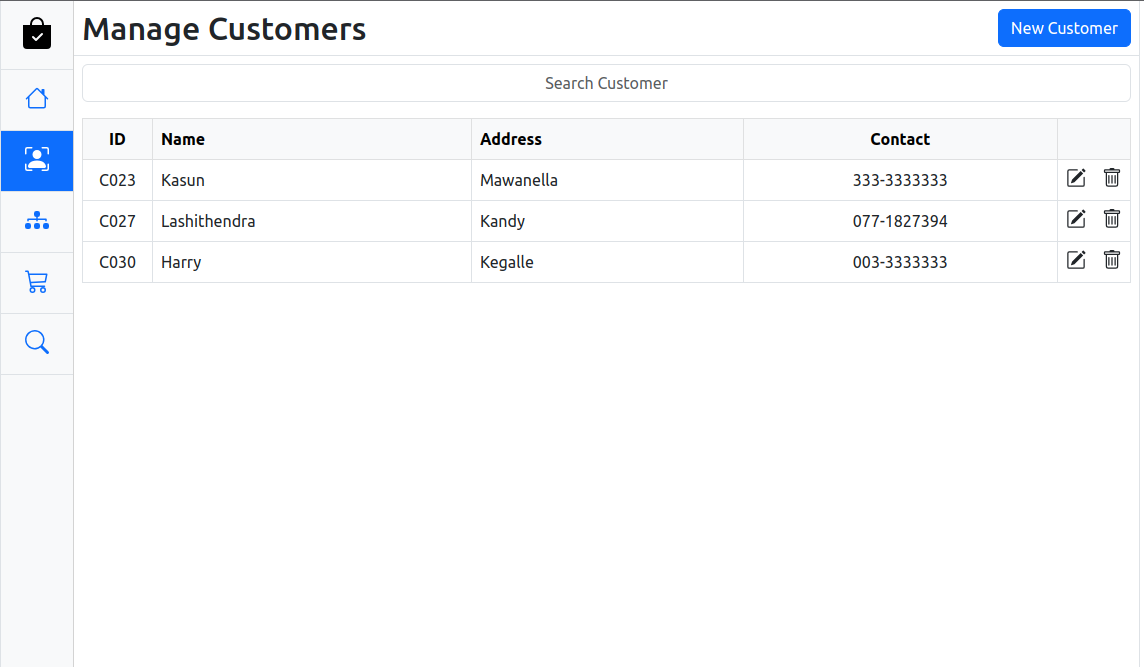 Manage Customers New Customer
Search Customer
ID Name Address Contact
C023 Kasun Mawanella 333-3333333
C027 Lashithendra Kandy 077-1827394
C030 Harry Kegalle 003-3333333